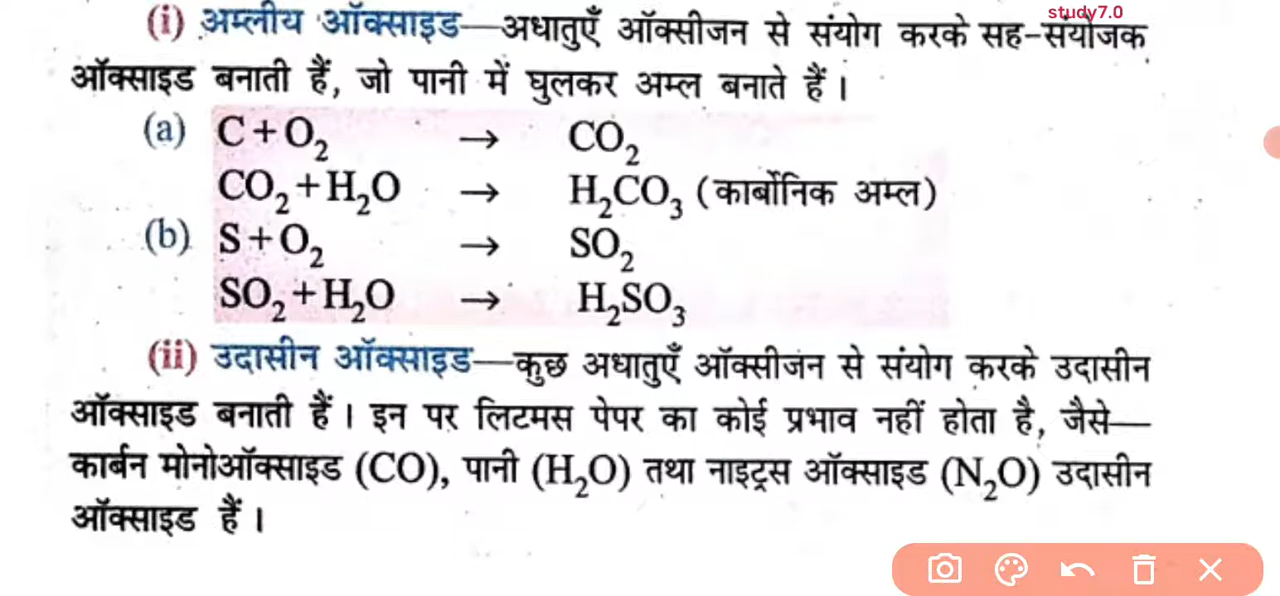 study7.0
(i) अम्लीय ऑक्साइड—अधातुएँ ऑक्सीजन से संयोग करके सह-संयोजक
ऑक्साइड बनाती हैं, जो पानी में घुलकर अम्ल बनाते हैं।
(a) C+O₂ → CO₂
CO₂+H₂O → H₂CO₃ (कार्बोनिक अम्ल)
(b) S+O₂ → SO₂
SO₂+H₂O → H₂SO₃
(ii) उदासीन ऑक्साइड—कुछ अधातुएँ ऑक्सीजन से संयोग करके उदासीन
ऑक्साइड बनाती हैं। इन पर लिटमस पेपर का कोई प्रभाव नहीं होता है, जैसे—
कार्बन मोनोऑक्साइड (CO), पानी (H₂O) तथा नाइट्रस ऑक्साइड (N₂O) उदासीन
ऑक्साइड हैं।